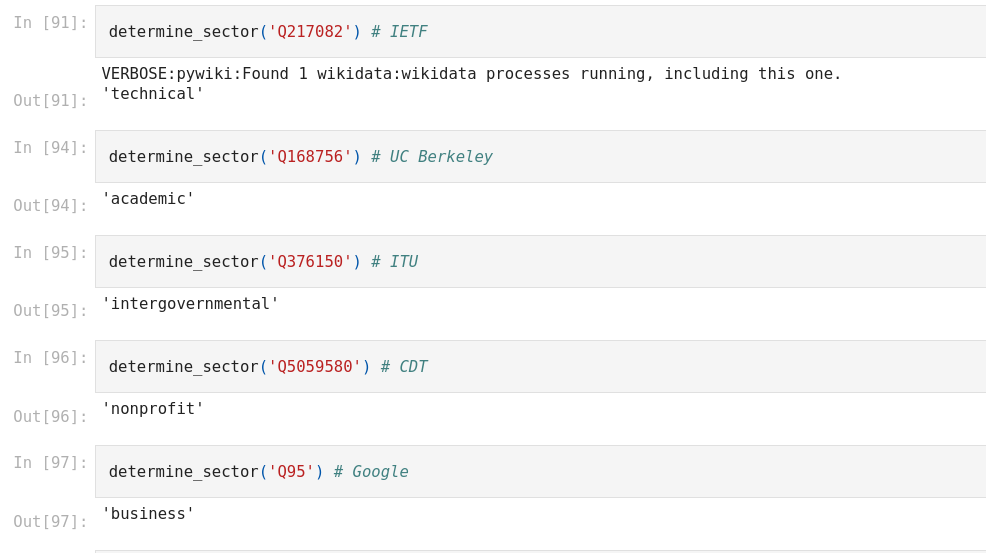 In [91]: determine_sector('Q217082') # IETF
VERBOSE:pywiki:Found 1 wikidata:wikidata processes running, including this one.
Out[91]: 'technical'
In [94]: determine_sector('Q168756') # UC Berkeley
Out[94]: 'academic'
In [95]: determine_sector('Q376150') # ITU
Out[95]: 'intergovernmental'
In [96]: determine_sector('Q5059580') # CDT
Out[96]: 'nonprofit'
In [97]: determine_sector('Q95') # Google
Out[97]: 'business'